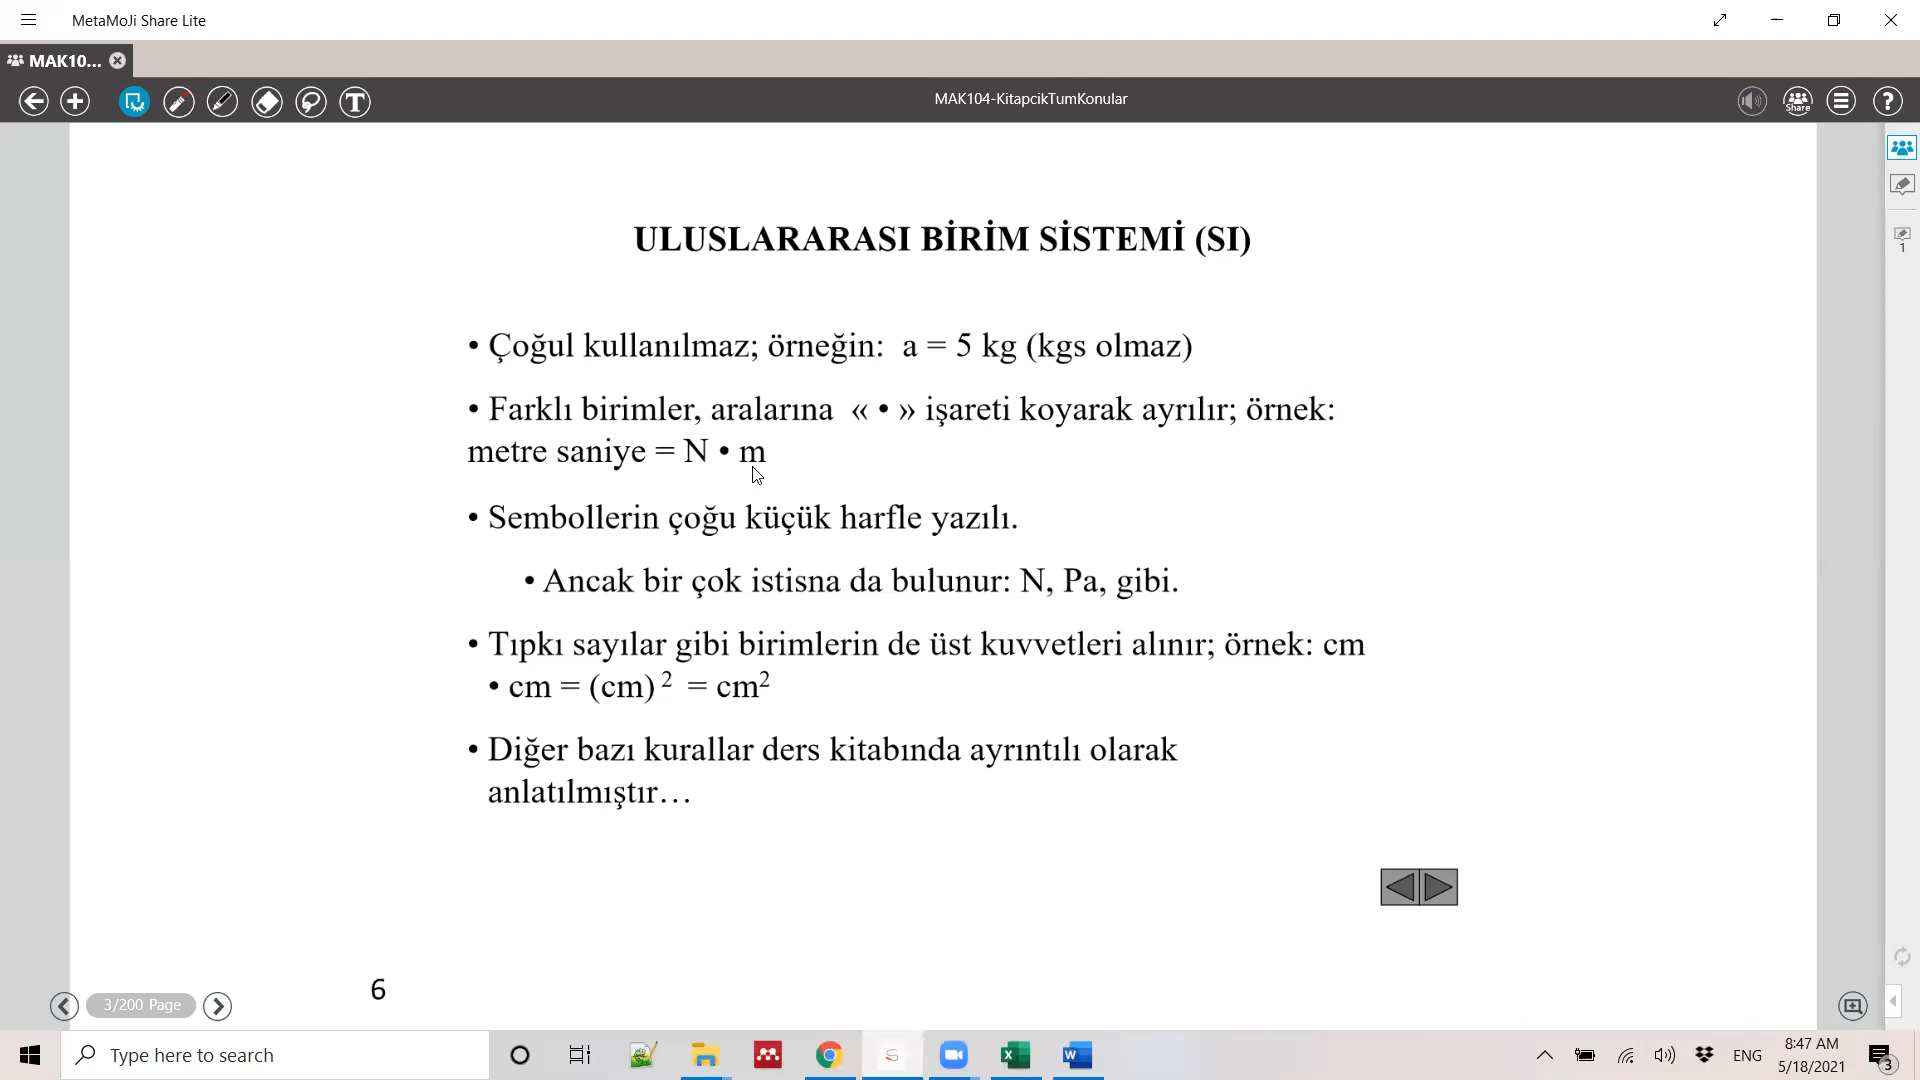 MetaMoJi Share Lite
MAK10...
MAK104-KitapcikTumKonular
Share
?
T
ULUSLARARASI BİRİM SİSTEMİ (SI)
• Çoğul kullanılmaz; örneğin: a = 5 kg (kgs olmaz)
• Farklı birimler, aralarına « • » işareti koyarak ayrılır; örnek:
metre saniye = N • m
• Sembollerin çoğu küçük harfle yazılı.
• Ancak bir çok istisna da bulunur: N, Pa, gibi.
• Tıpkı sayılar gibi birimlerin de üst kuvvetleri alınır; örnek: cm
• cm = (cm) ² = cm²
• Diğer bazı kurallar ders kitabında ayrıntılı olarak
anlatılmıştır…
1
6
3/200 Page
Type here to search
ENG
8:47 AM
5/18/2021
3